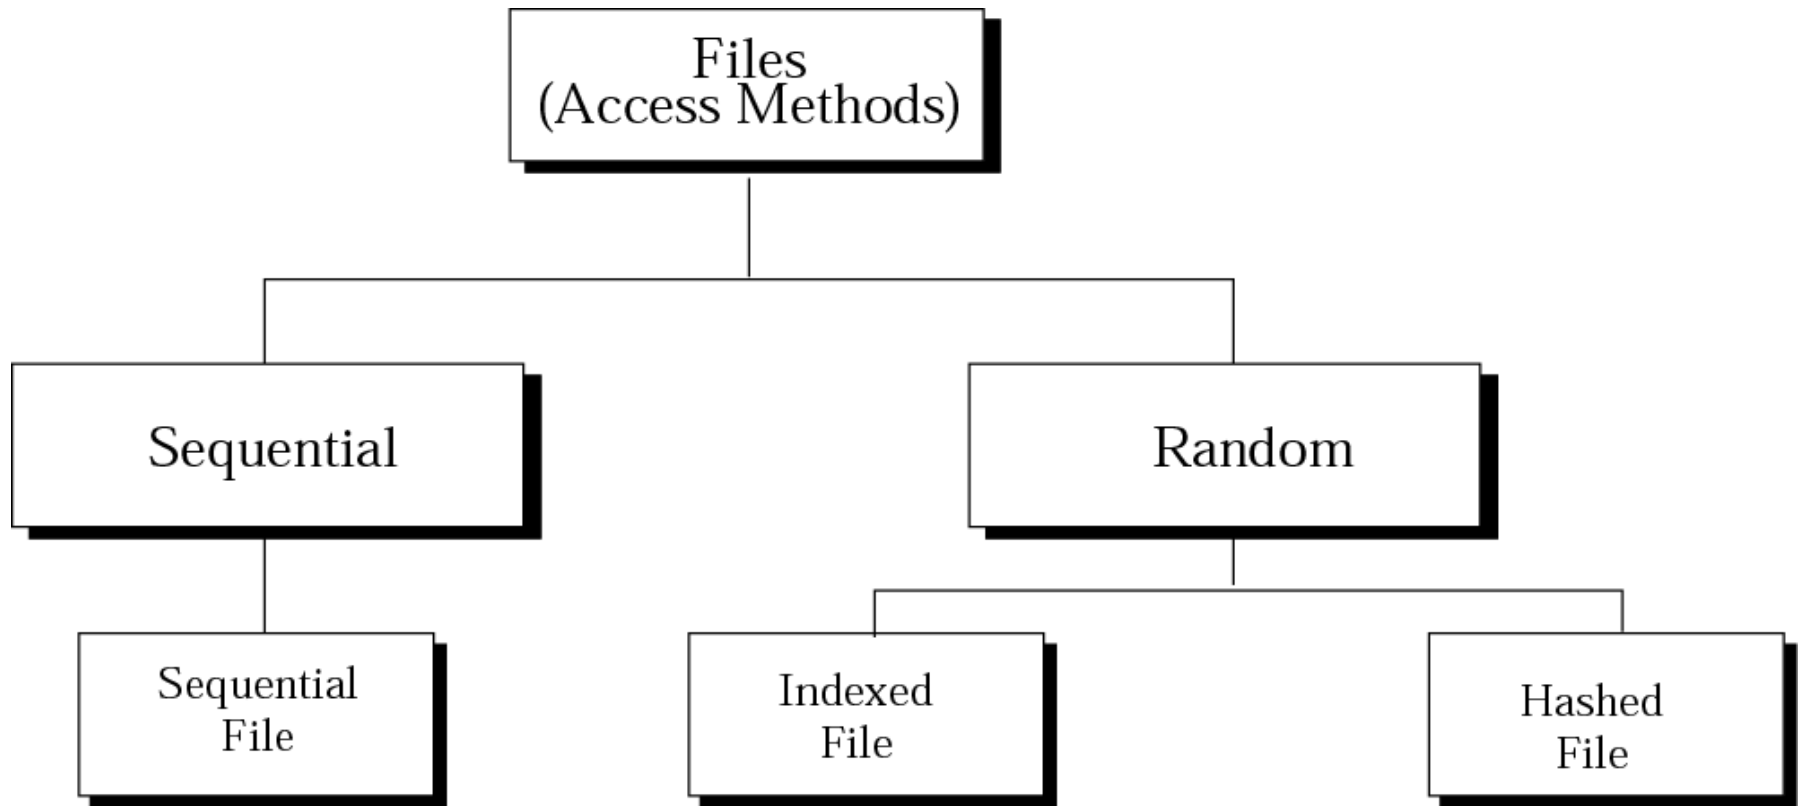 Files
(Access Methods)
Sequential
Random
Sequential
File
Indexed
File
Hashed
File